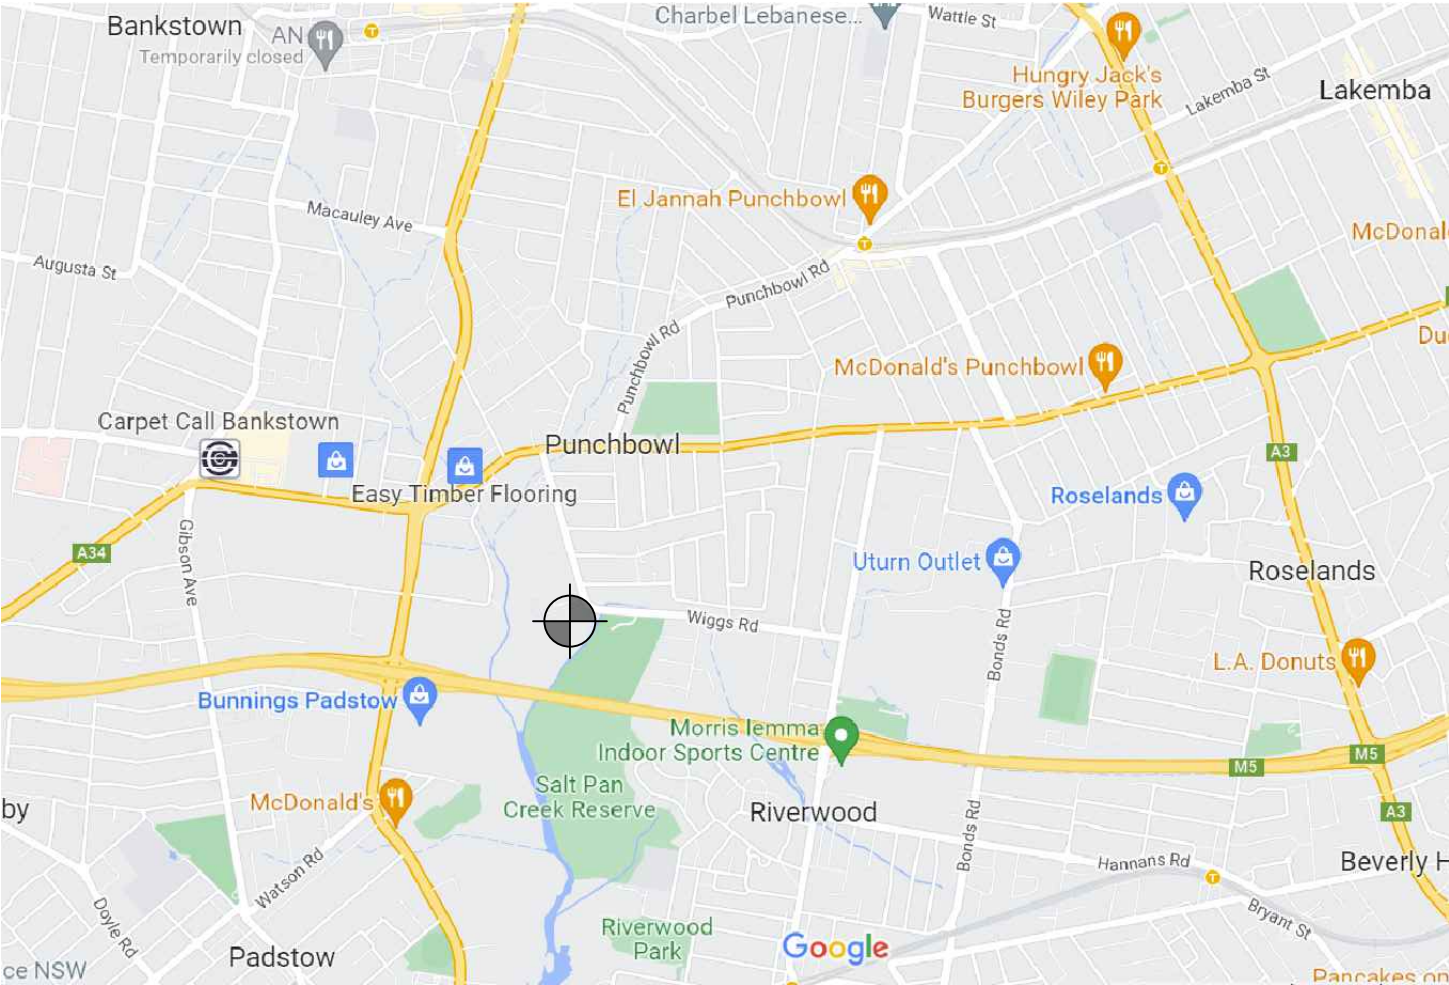 Bankstown
AN
Temporarily closed
T
Charbel Lebanese...
Wattle St
Hungry Jack's
Burgers Wiley Park
Lakemba St
Lakemba
T
El Jannah Punchbowl
Macauley Ave
McDonal
T
Augusta St
Punchbowl Rd
Punchbowl Rd
Du
McDonald's Punchbowl
Carpet Call Bankstown
Punchbowl
A3
Easy Timber Flooring
Roselands
A34
Gibson Ave
Uturn Outlet
Roselands
Wiggs Rd
Bonds Rd
L.A. Donuts
Bunnings Padstow
Morris Iemma
Indoor Sports Centre
M5
M5
Salt Pan
Creek Reserve
McDonald's
by
Riverwood
A3
Bonds Rd
Hannans Rd
Beverly H
T
Watson Rd
Doyle Rd
Bryant St
Riverwood
Park
Google
Padstow
ce NSW
Pancakes on